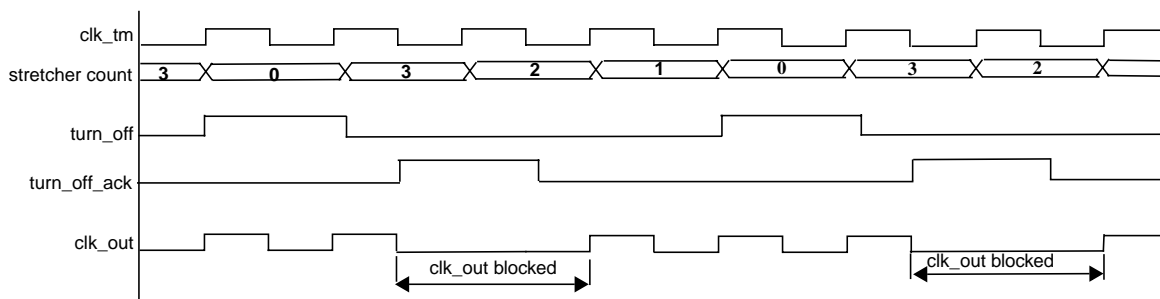 clk_tm
stretcher count 3 0 3 2 1 0 3 2
turn_off
turn_off_ack
clk_out
clk_out blocked clk_out blocked